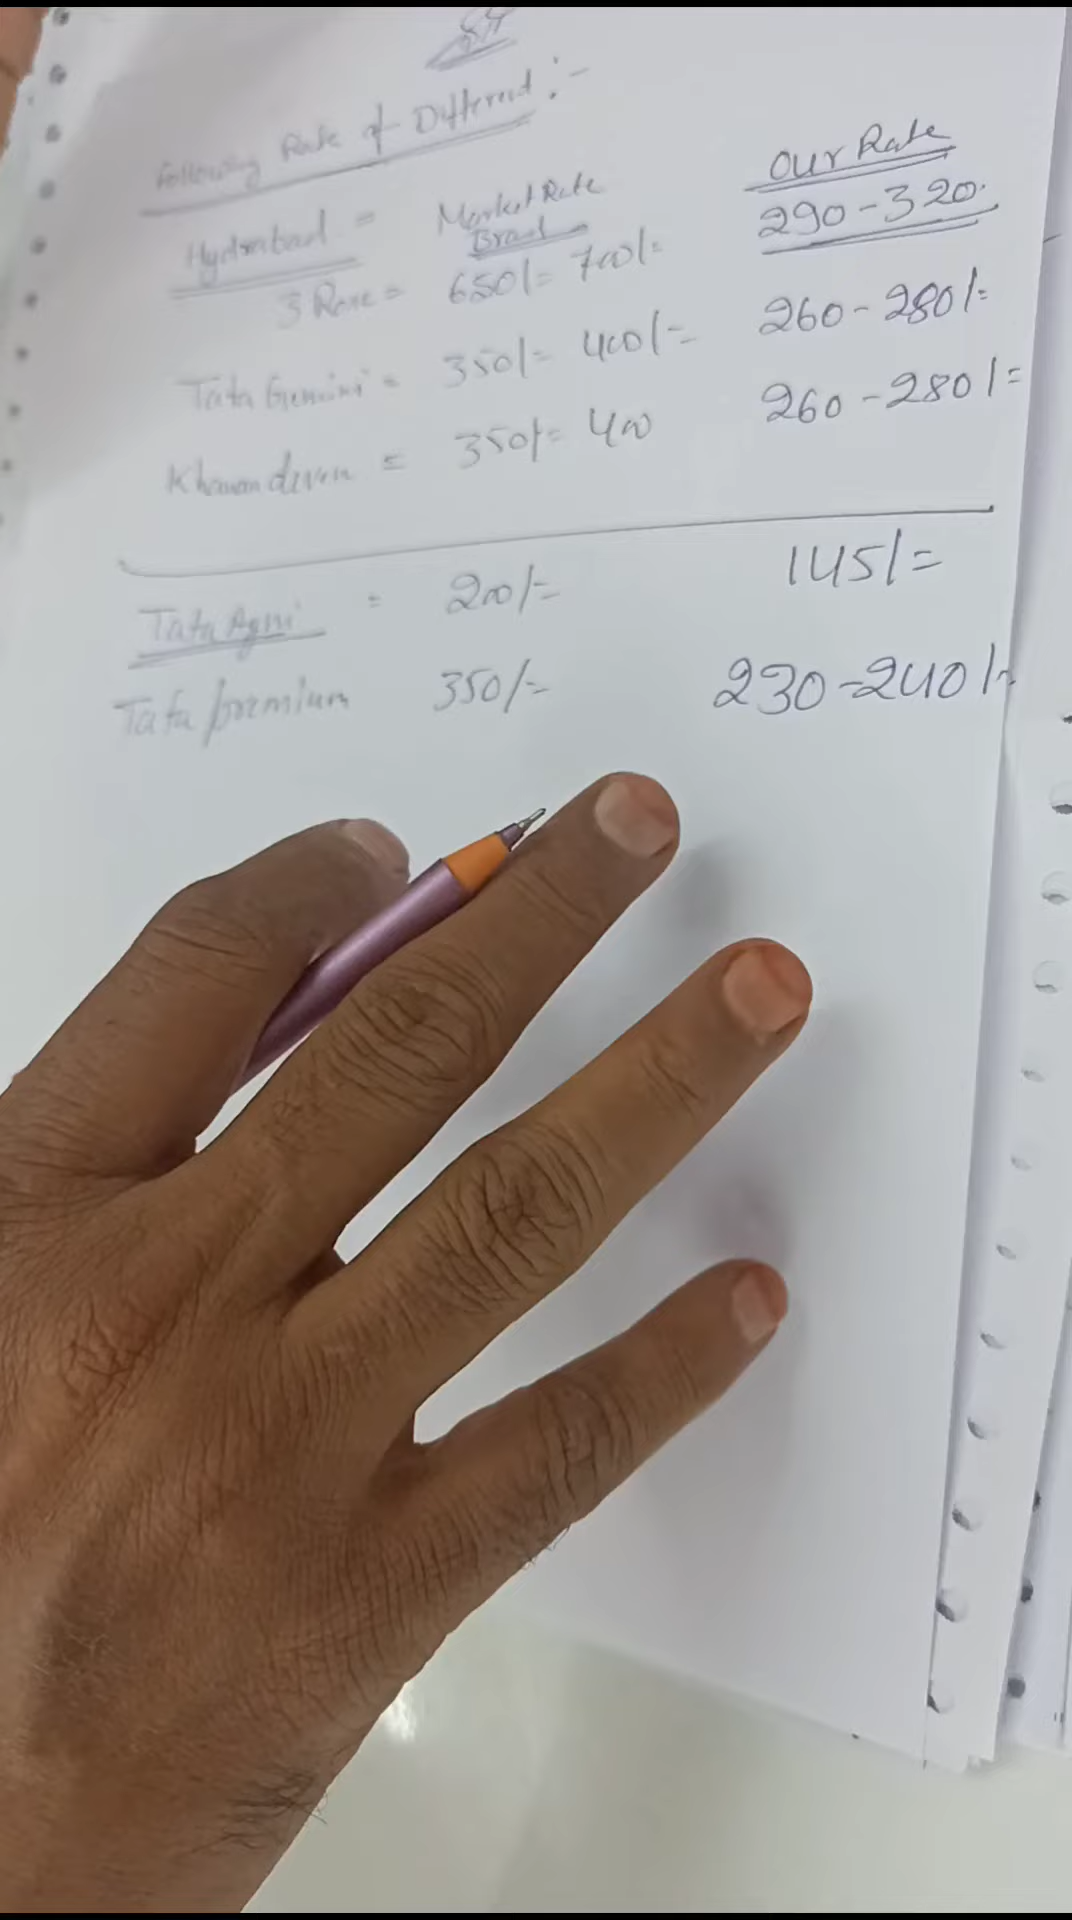 Following Rate of Different :-
Our Rate
Hydrabad = Market Rate 290-320.
Brand
3 Rose = 650/= 700/=
Tata Gemini = 350/= 400/= 260-280/=
Khanandevan = 350/= 400 260-280/=
Tata Agni = 200/= 145/=
Tata premium 350/= 230-240/=